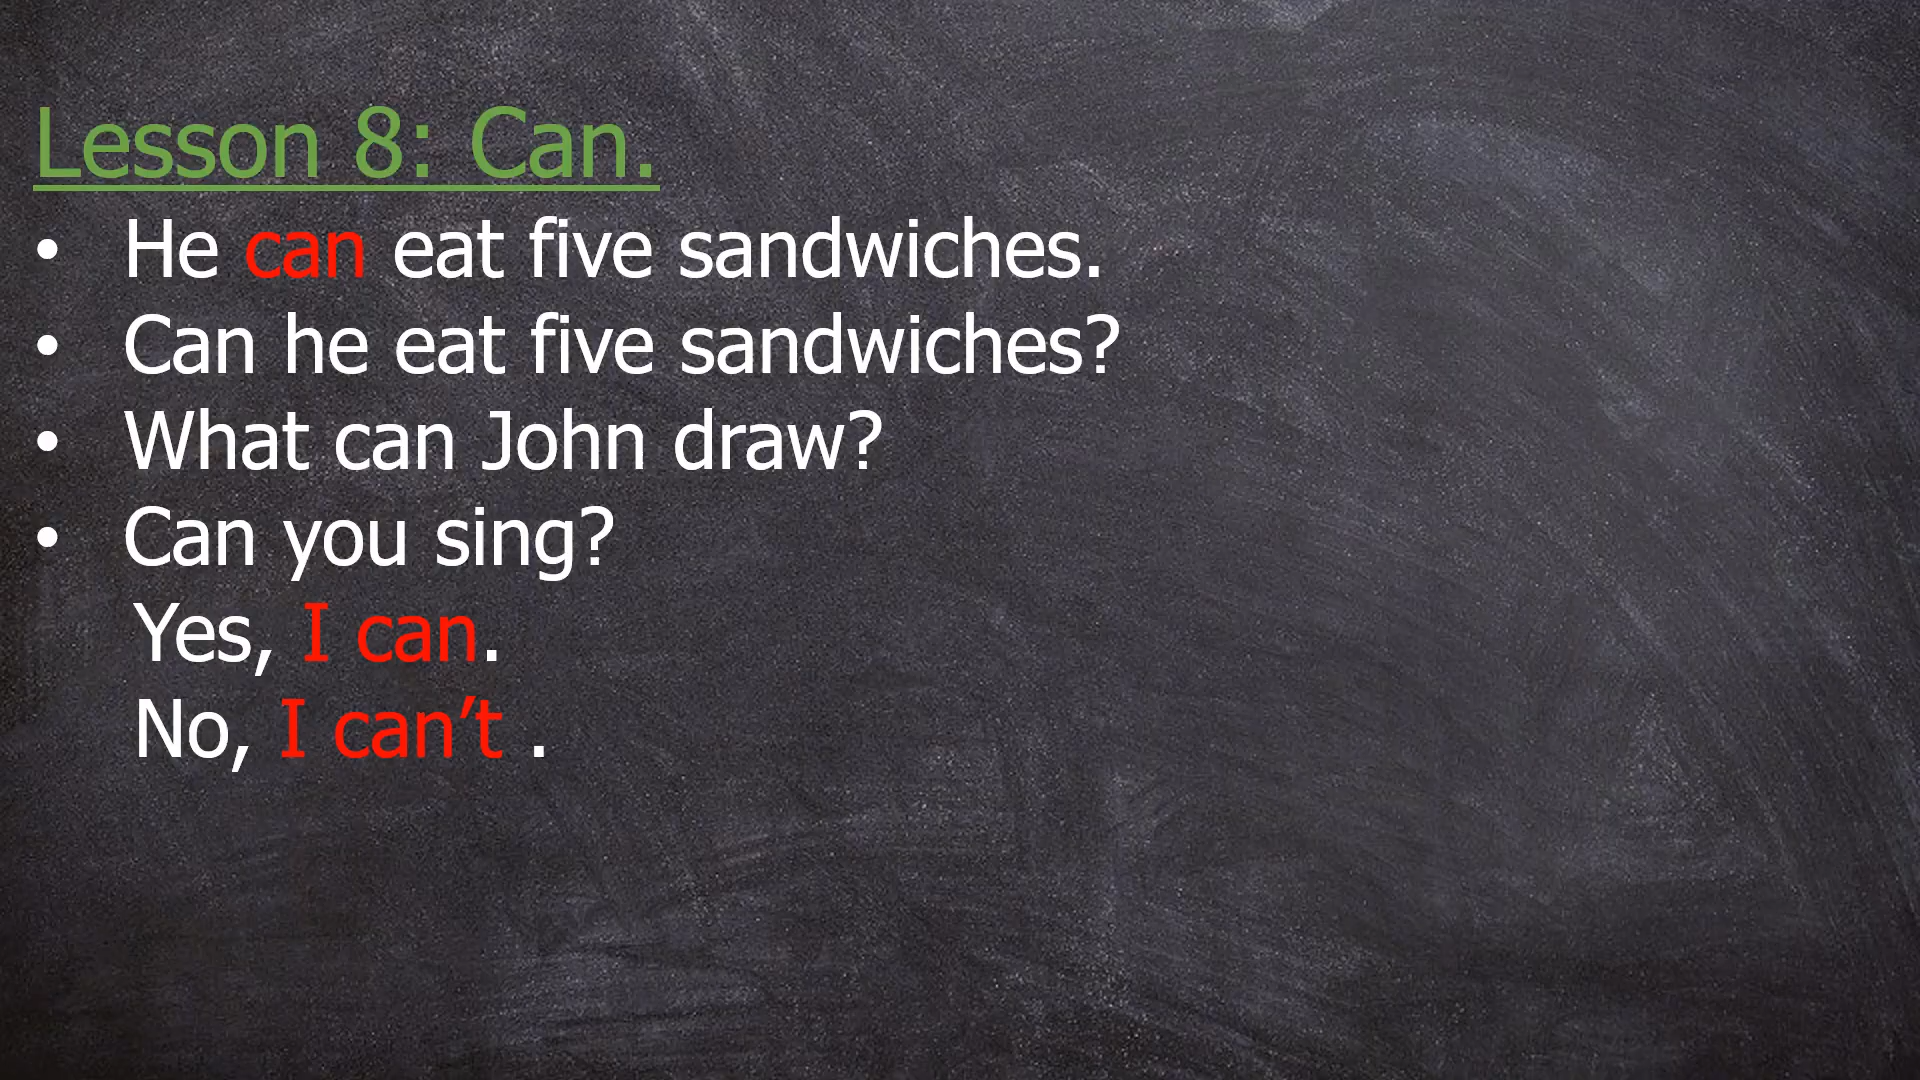 Lesson 8: Can.
• He can eat five sandwiches.
• Can he eat five sandwiches?
• What can John draw?
• Can you sing?
Yes, I can.
No, I can’t .